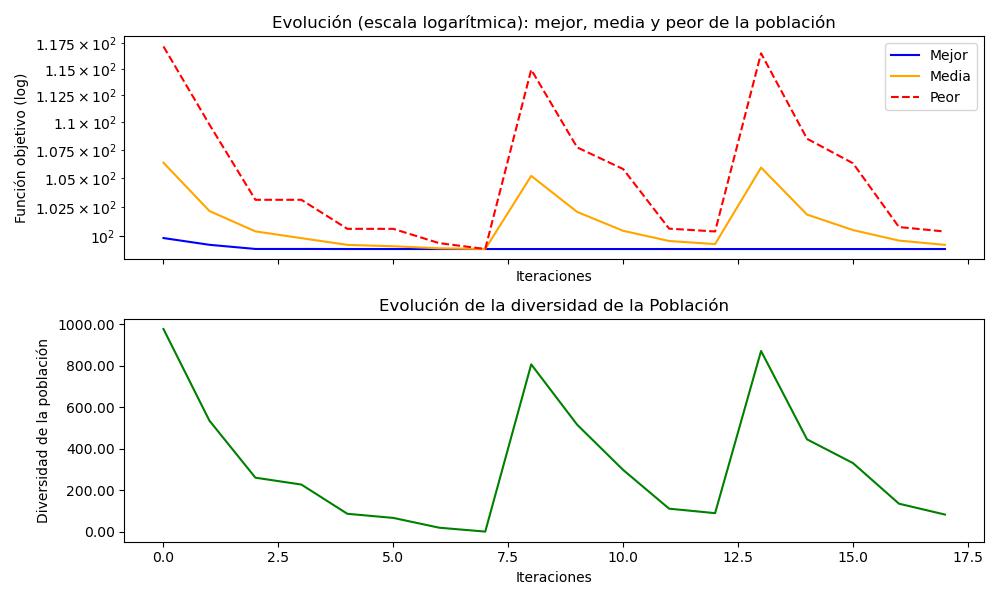 Evolución (escala logarítmica): mejor, media y peor de la población
1.175 × 10²
1.15 × 10²
1.125 × 10²
1.1 × 10²
1.075 × 10²
1.05 × 10²
1.025 × 10²
10²
Función objetivo (log)
Mejor
Media
Peor
Iteraciones
Evolución de la diversidad de la Población
1000.00
800.00
600.00
400.00
200.00
0.00
Diversidad de la población
0.0 2.5 5.0 7.5 10.0 12.5 15.0 17.5
Iteraciones